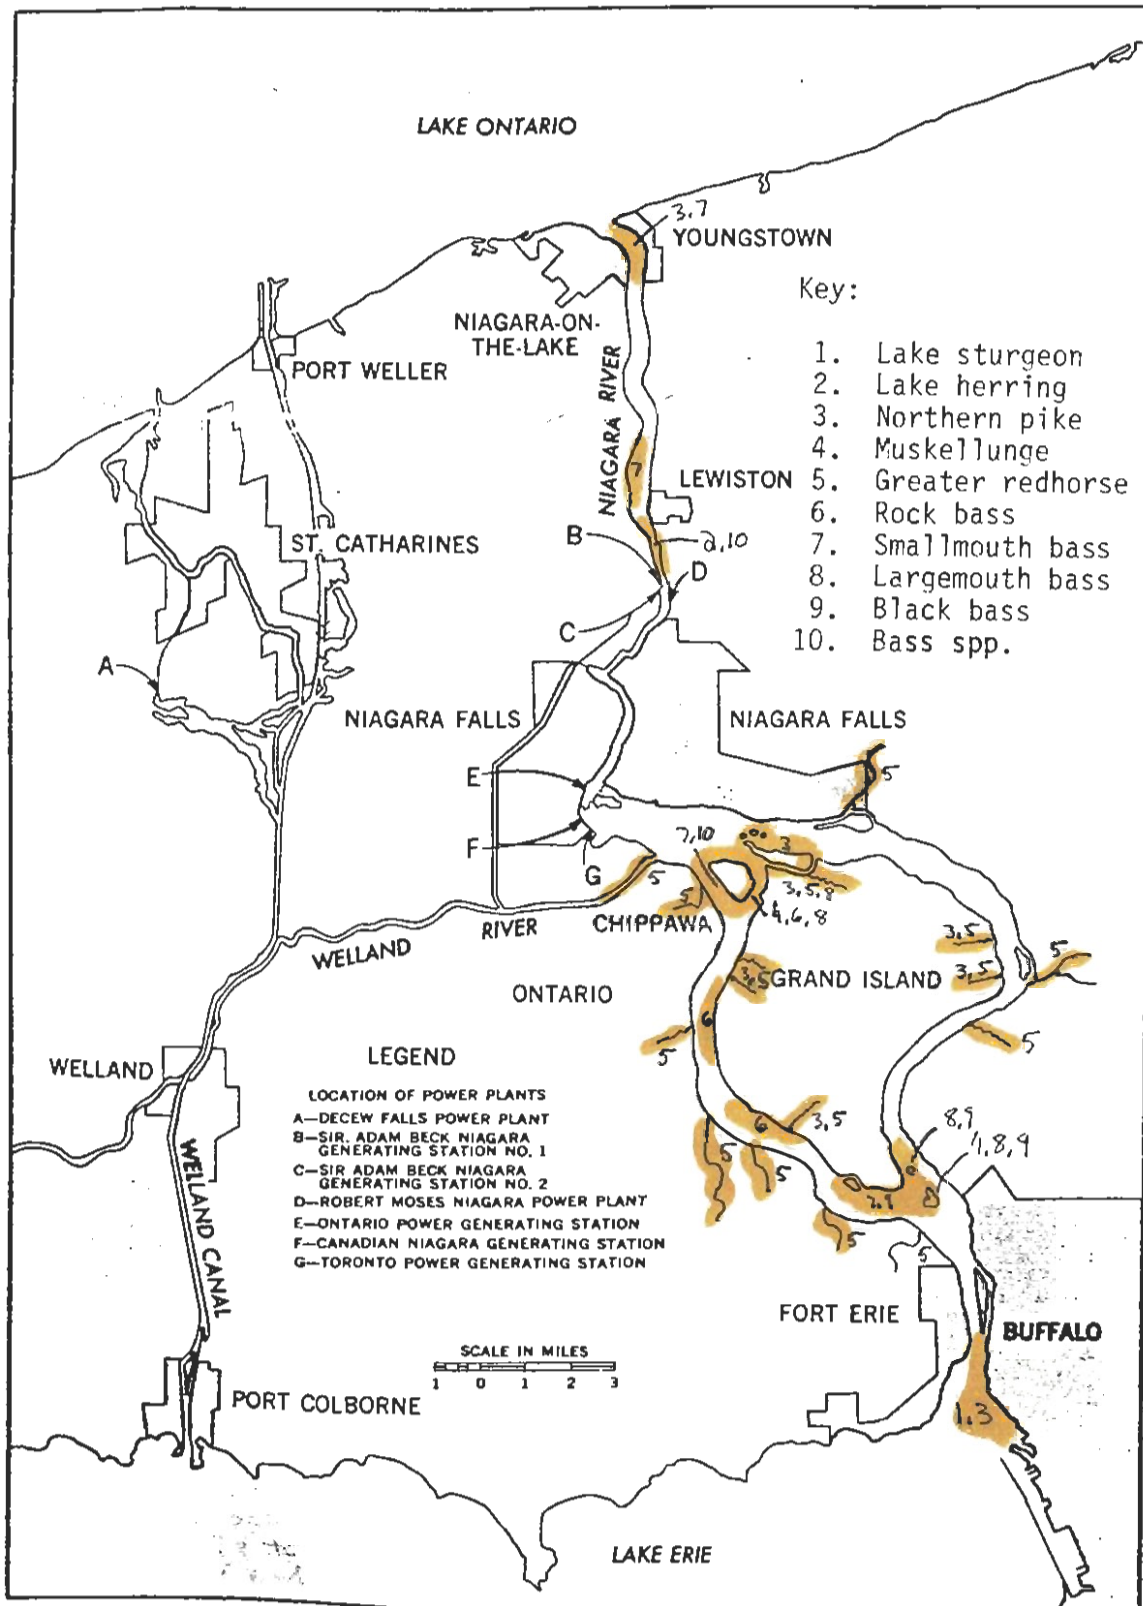 LAKE ONTARIO
3,7
YOUNGSTOWN
Key:
NIAGARA-ON-
THE-LAKE
PORT WELLER
NIAGARA RIVER
1. Lake sturgeon
2. Lake herring
3. Northern pike
4. Muskellunge
5. Greater redhorse
6. Rock bass
7. Smallmouth bass
8. Largemouth bass
9. Black bass
10. Bass spp.
7
LEWISTON
B
2,10
ST. CATHARINES
D
C
A
NIAGARA FALLS
NIAGARA FALLS
E
5
F
7,10
3
G
5
3,5,8
5
4,6,8
CHIPPAWA
RIVER
WELLAND
3,5
5
3,5
3,5
GRAND ISLAND
ONTARIO
6
5
5
WELLAND
LEGEND
LOCATION OF POWER PLANTS
A—DECEW FALLS POWER PLANT
B—SIR. ADAM BECK NIAGARA
GENERATING STATION NO. 1
C—SIR ADAM BECK NIAGARA
GENERATING STATION NO. 2
D—ROBERT MOSES NIAGARA POWER PLANT
E—ONTARIO POWER GENERATING STATION
F—CANADIAN NIAGARA GENERATING STATION
G—TORONTO POWER GENERATING STATION
6
3,5
8,9
5
5
5
5
WELLAND CANAL
FORT ERIE
BUFFALO
SCALE IN MILES
1 0 1 2 3
PORT COLBORNE
1,3
LAKE ERIE